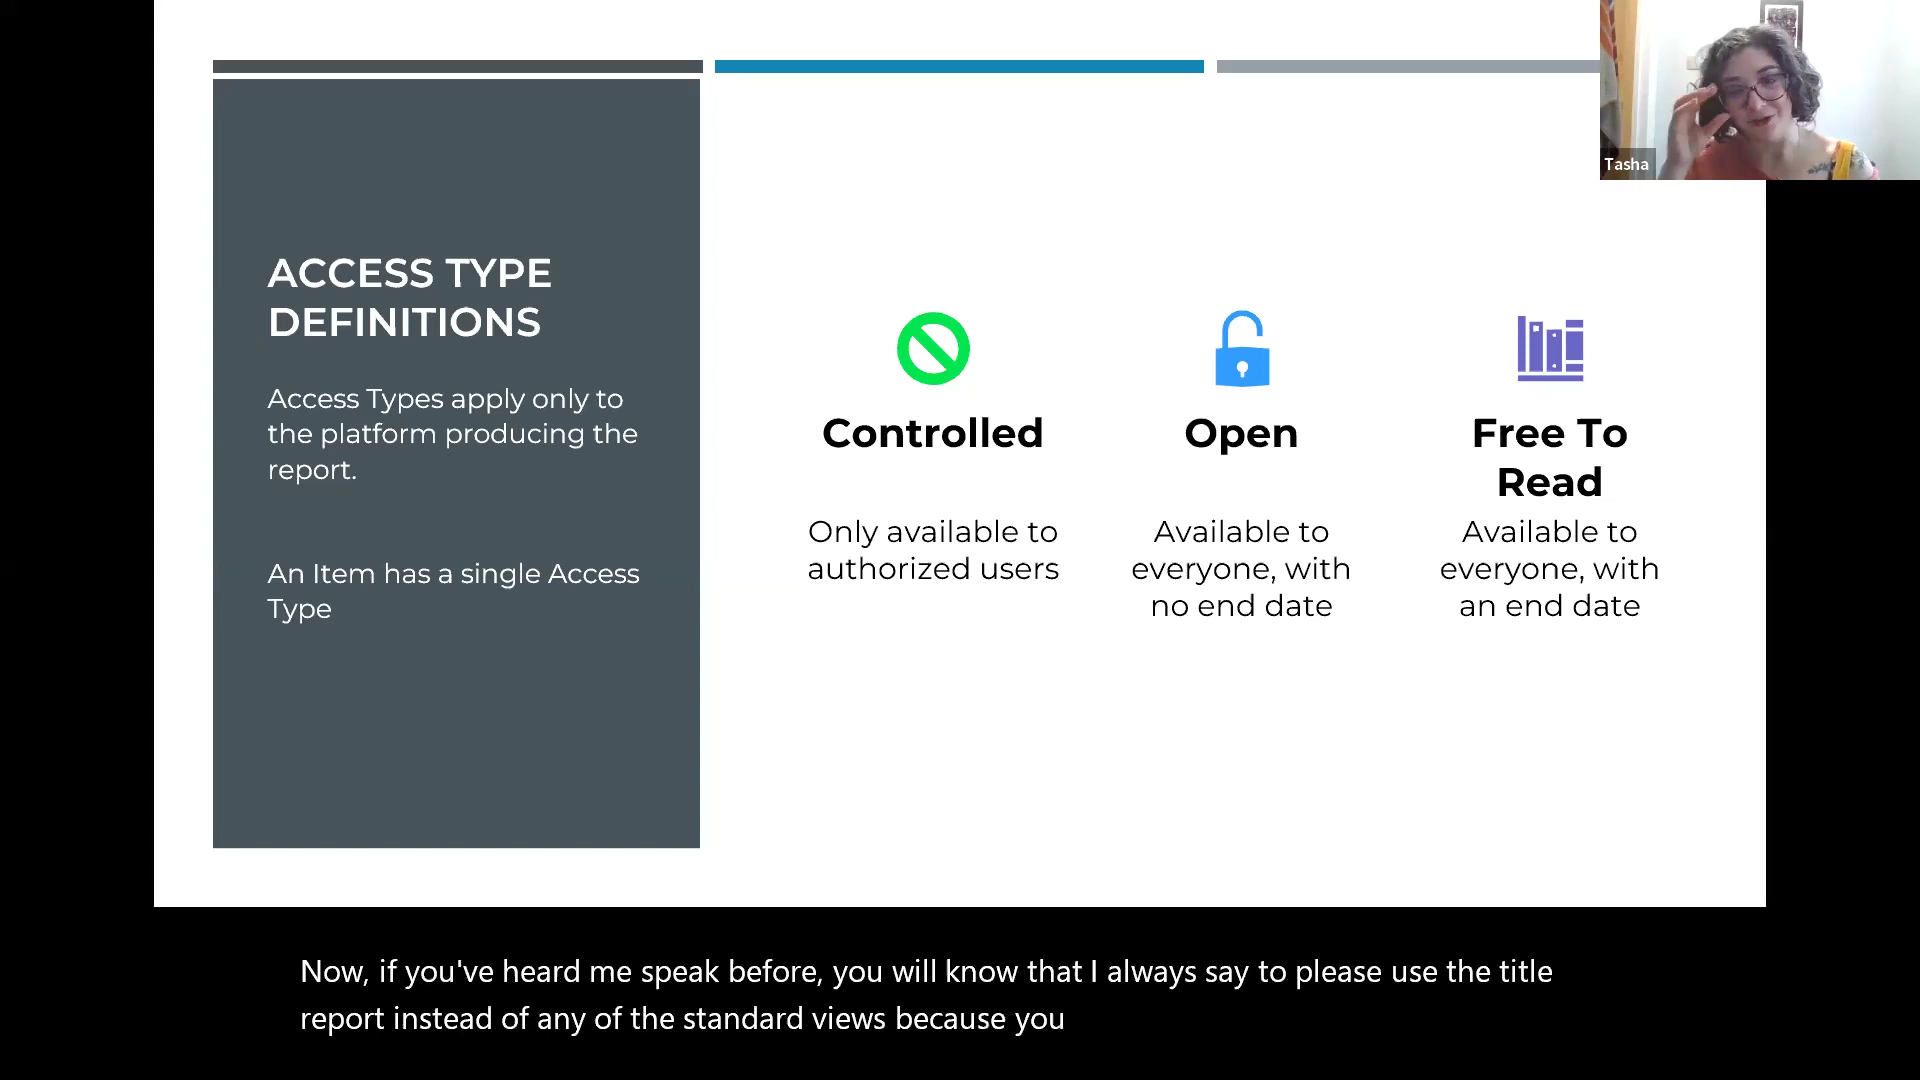 ACCESS TYPE
DEFINITIONS
Access Types apply only to
the platform producing the
report.
An Item has a single Access
Type
Controlled
Only available to
authorized users
Open
Available to
everyone, with
no end date
Free To
Read
Available to
everyone, with
an end date
Tasha
Now, if you've heard me speak before, you will know that I always say to please use the title
report instead of any of the standard views because you